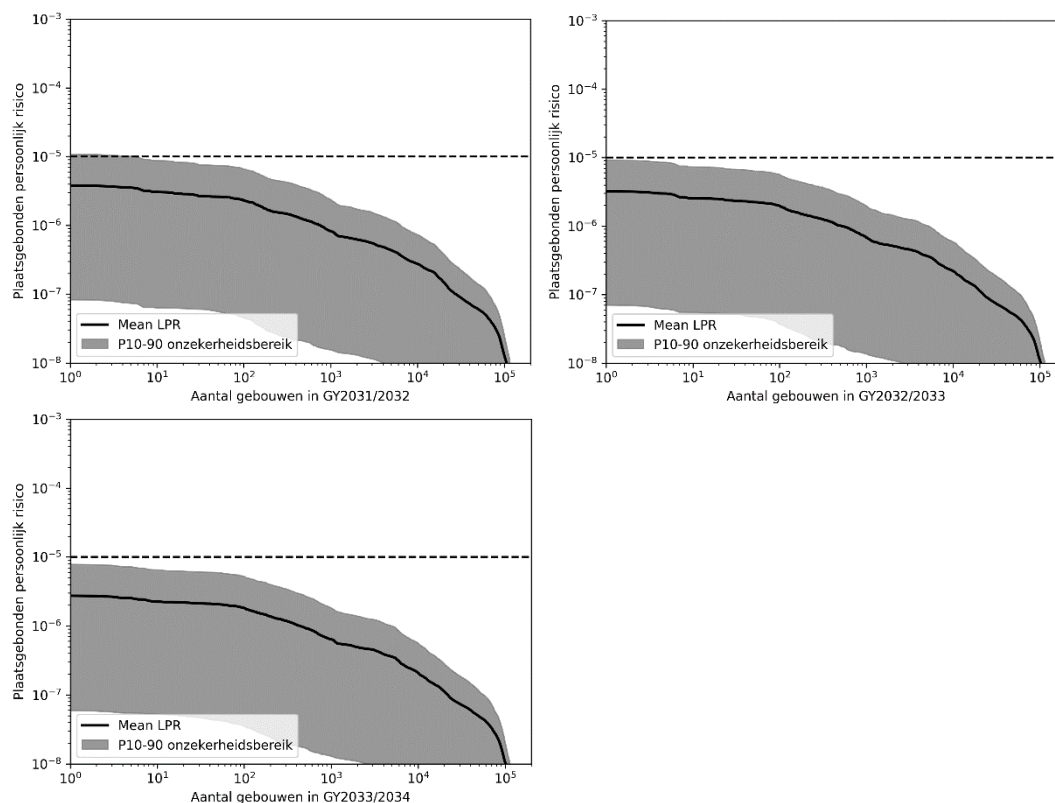 Plaatsgebonden persoonlijk risico
10⁻³
10⁻⁴
10⁻⁵
10⁻⁶
10⁻⁷
10⁻⁸
Mean LPR
P10-90 onzekerheidsbereik
10⁰ 10¹ 10² 10³ 10⁴ 10⁵
Aantal gebouwen in GY2031/2032
Plaatsgebonden persoonlijk risico
10⁻³
10⁻⁴
10⁻⁵
10⁻⁶
10⁻⁷
10⁻⁸
Mean LPR
P10-90 onzekerheidsbereik
10⁰ 10¹ 10² 10³ 10⁴ 10⁵
Aantal gebouwen in GY2032/2033
Plaatsgebonden persoonlijk risico
10⁻³
10⁻⁴
10⁻⁵
10⁻⁶
10⁻⁷
10⁻⁸
Mean LPR
P10-90 onzekerheidsbereik
10⁰ 10¹ 10² 10³ 10⁴ 10⁵
Aantal gebouwen in GY2033/2034